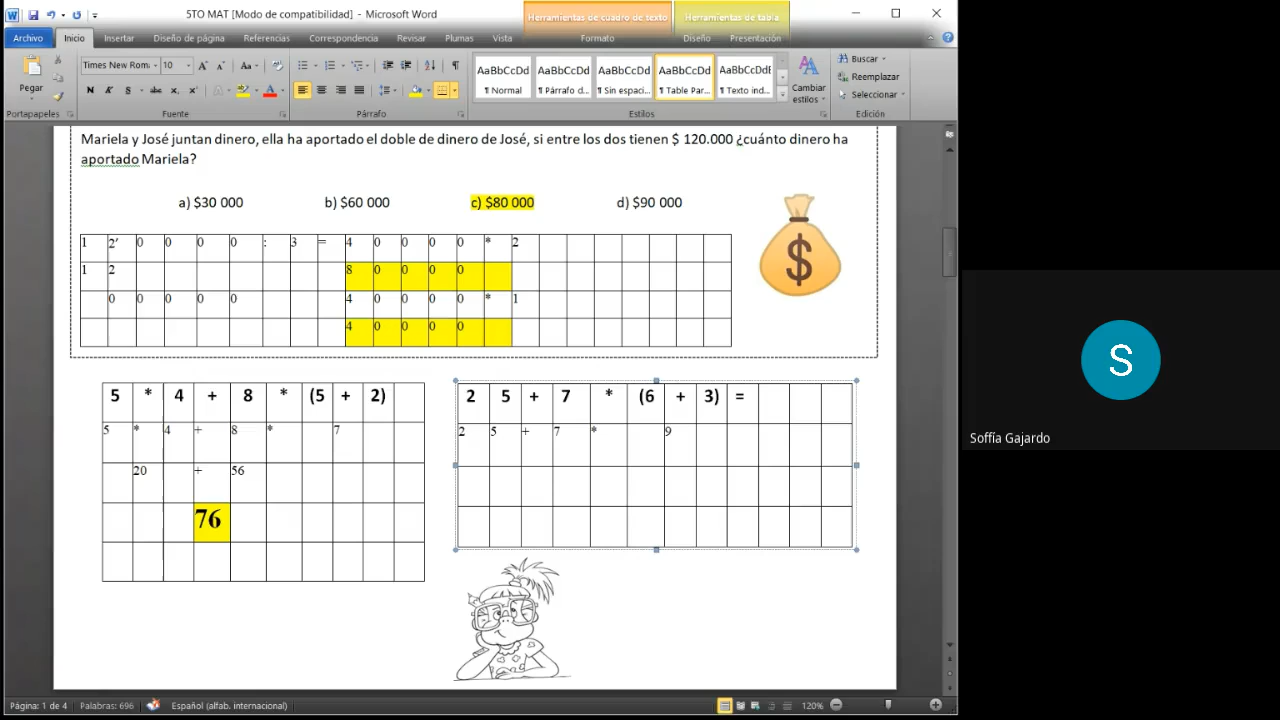 5TO MAT [Modo de compatibilidad] - Microsoft Word
Herramientas de cuadro de texto
Herramientas de tabla
Archivo Inicio Insertar Diseño de página Referencias Correspondencia Revisar Plumas Vista Formato Diseño Presentación
Times New Rom 10
Pegar
Portapapeles
Fuente
Párrafo
AaBbCcDd AaBbCcDd AaBbCcDd AaBbCcDd AaBbCcDd
¶ Normal ¶ Párrafo d... ¶ Sin espaci... ¶ Table Par... ¶ Texto ind...
Cambiar estilos
Estilos
Buscar
Reemplazar
Seleccionar
Edición
Mariela y José juntan dinero, ella ha aportado el doble de dinero de José, si entre los dos tienen $ 120.000 ¿cuánto dinero ha
aportado Mariela?
a) $30 000 b) $60 000 c) $80 000 d) $90 000
1 2’ 0 0 0 0 : 3 = 4 0 0 0 0 * 2
1 2 8 0 0 0 0
0 0 0 0 0 4 0 0 0 0 * 1
4 0 0 0 0
$
5 * 4 + 8 * (5 + 2)
5 * 4 + 8 * 7
20 + 56
76
2 5 + 7 * (6 + 3) =
2 5 + 7 * 9
S
Soffía Gajardo
Página: 1 de 4 Palabras: 696 Español (alfab. internacional) 120%